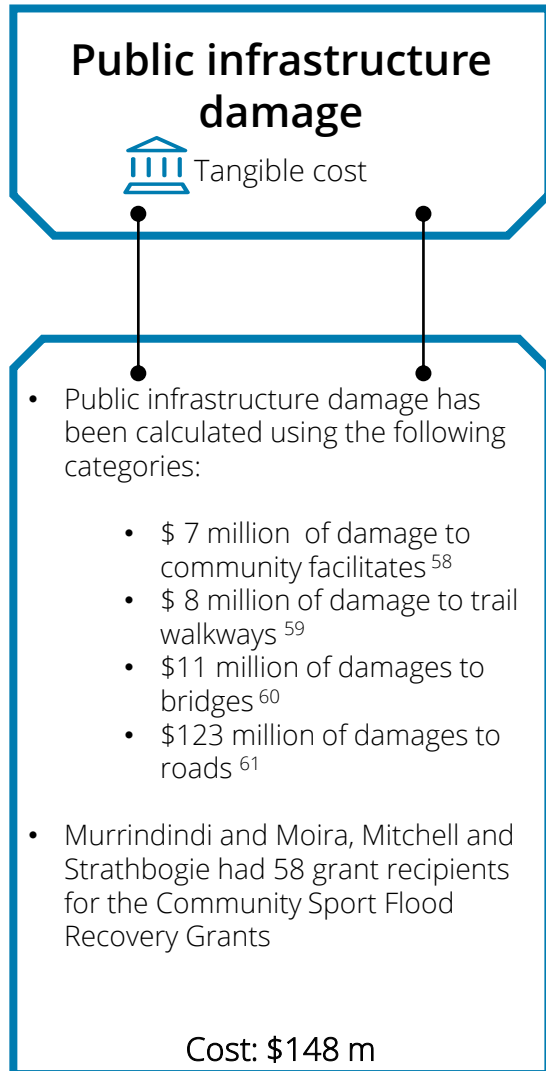 Public infrastructure
damage
Tangible cost
• Public infrastructure damage has
been calculated using the following
categories:
• $ 7 million of damage to
community facilitates 58
• $ 8 million of damage to trail
walkways 59
• $11 million of damages to
bridges 60
• $123 million of damages to
roads 61
• Murrindindi and Moira, Mitchell and
Strathbogie had 58 grant recipients
for the Community Sport Flood
Recovery Grants
Cost: $148 m